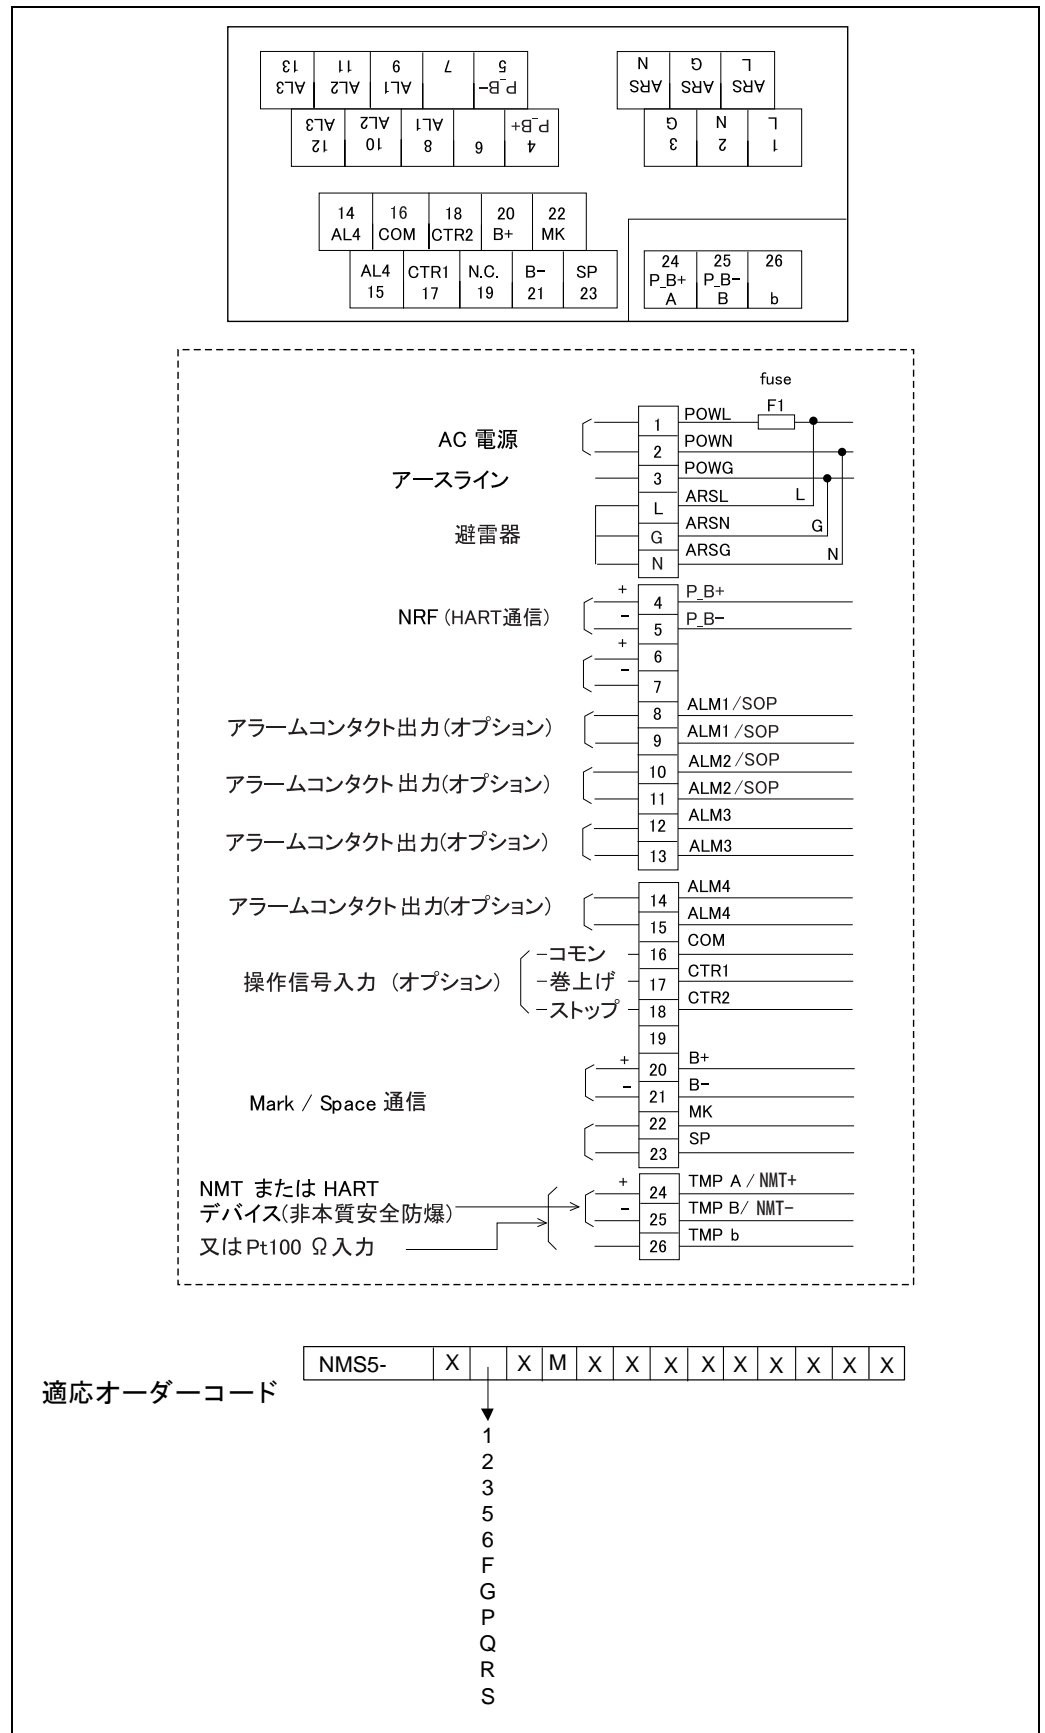 13 11 9 7 5 N G L
AL3 AL2 AL1 P_B- ARS ARS ARS
AL3 AL2 AL1 P_B+ G N L
12 10 8 6 4 3 2 1
14 16 18 20 22
AL4 COM CTR2 B+ MK
AL4 CTR1 N.C. B- SP
15 17 19 21 23
24 25 26
P_B+ P_B-
A B b
fuse
F1
AC 電源
1 POWL
2 POWN
アースライン
3 POWG
避雷器
L ARSL L
G ARSN G
N ARSG N
NRF (HART通信)
+ 4 P_B+
- 5 P_B-
+ 6
- 7
アラームコンタクト出力(オプション)
8 ALM1/SOP
9 ALM1/SOP
アラームコンタクト出力(オプション)
10 ALM2/SOP
11 ALM2/SOP
アラームコンタクト出力(オプション)
12 ALM3
13 ALM3
アラームコンタクト出力(オプション)
14 ALM4
15 ALM4
操作信号入力 (オプション)
-コモン 16 COM
-巻上げ 17 CTR1
-ストップ 18 CTR2
19
Mark / Space 通信
+ 20 B+
- 21 B-
22 MK
23 SP
NMT または HART
デバイス(非本質安全防爆)
又はPt100 Ω入力
+ 24 TMP A / NMT+
- 25 TMP B/ NMT-
26 TMP b
適応オーダーコード
NMS5- X X M X X X X X X X X X
1
2
3
5
6
F
G
P
Q
R
S